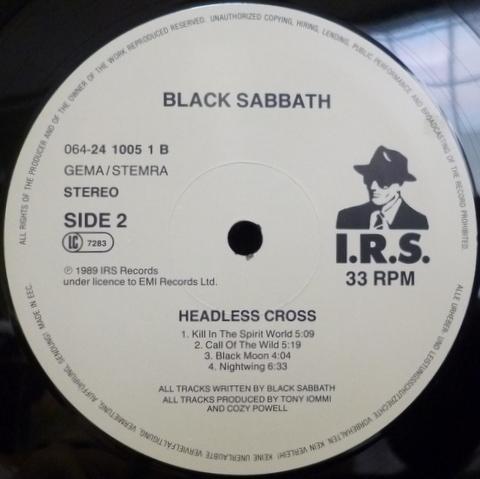 ALL RIGHTS OF THE PRODUCER AND OF THE OWNER OF THE WORK REPRODUCED RESERVED. UNAUTHORIZED COPYING, HIRING, LENDING, PUBLIC PERFORMANCE AND BROADCASTING OF THE RECORD PROHIBITED.
BLACK SABBATH
064-24 1005 1 B
GEMA/STEMRA
STEREO
SIDE 2
LC 7283
I.R.S.
33 RPM
℗ 1989 IRS Records
under licence to EMI Records Ltd.
HEADLESS CROSS
1. Kill In The Spirit World 5:09
2. Call Of The Wild 5:19
3. Black Moon 4:04
4. Nightwing 6:33
ALL TRACKS WRITTEN BY BLACK SABBATH
ALL TRACKS PRODUCED BY TONY IOMMI
AND COZY POWELL
ALLE URHEBER- UND LEISTUNGSSCHUTZRECHTE VORBEHALTEN KEIN VERLEIH! KEINE UNERLAUBTE VERVIELFÄLTIGUNG, VERMIETUNG, AUFFÜHRUNG, SENDUNG! MADE IN EEC.